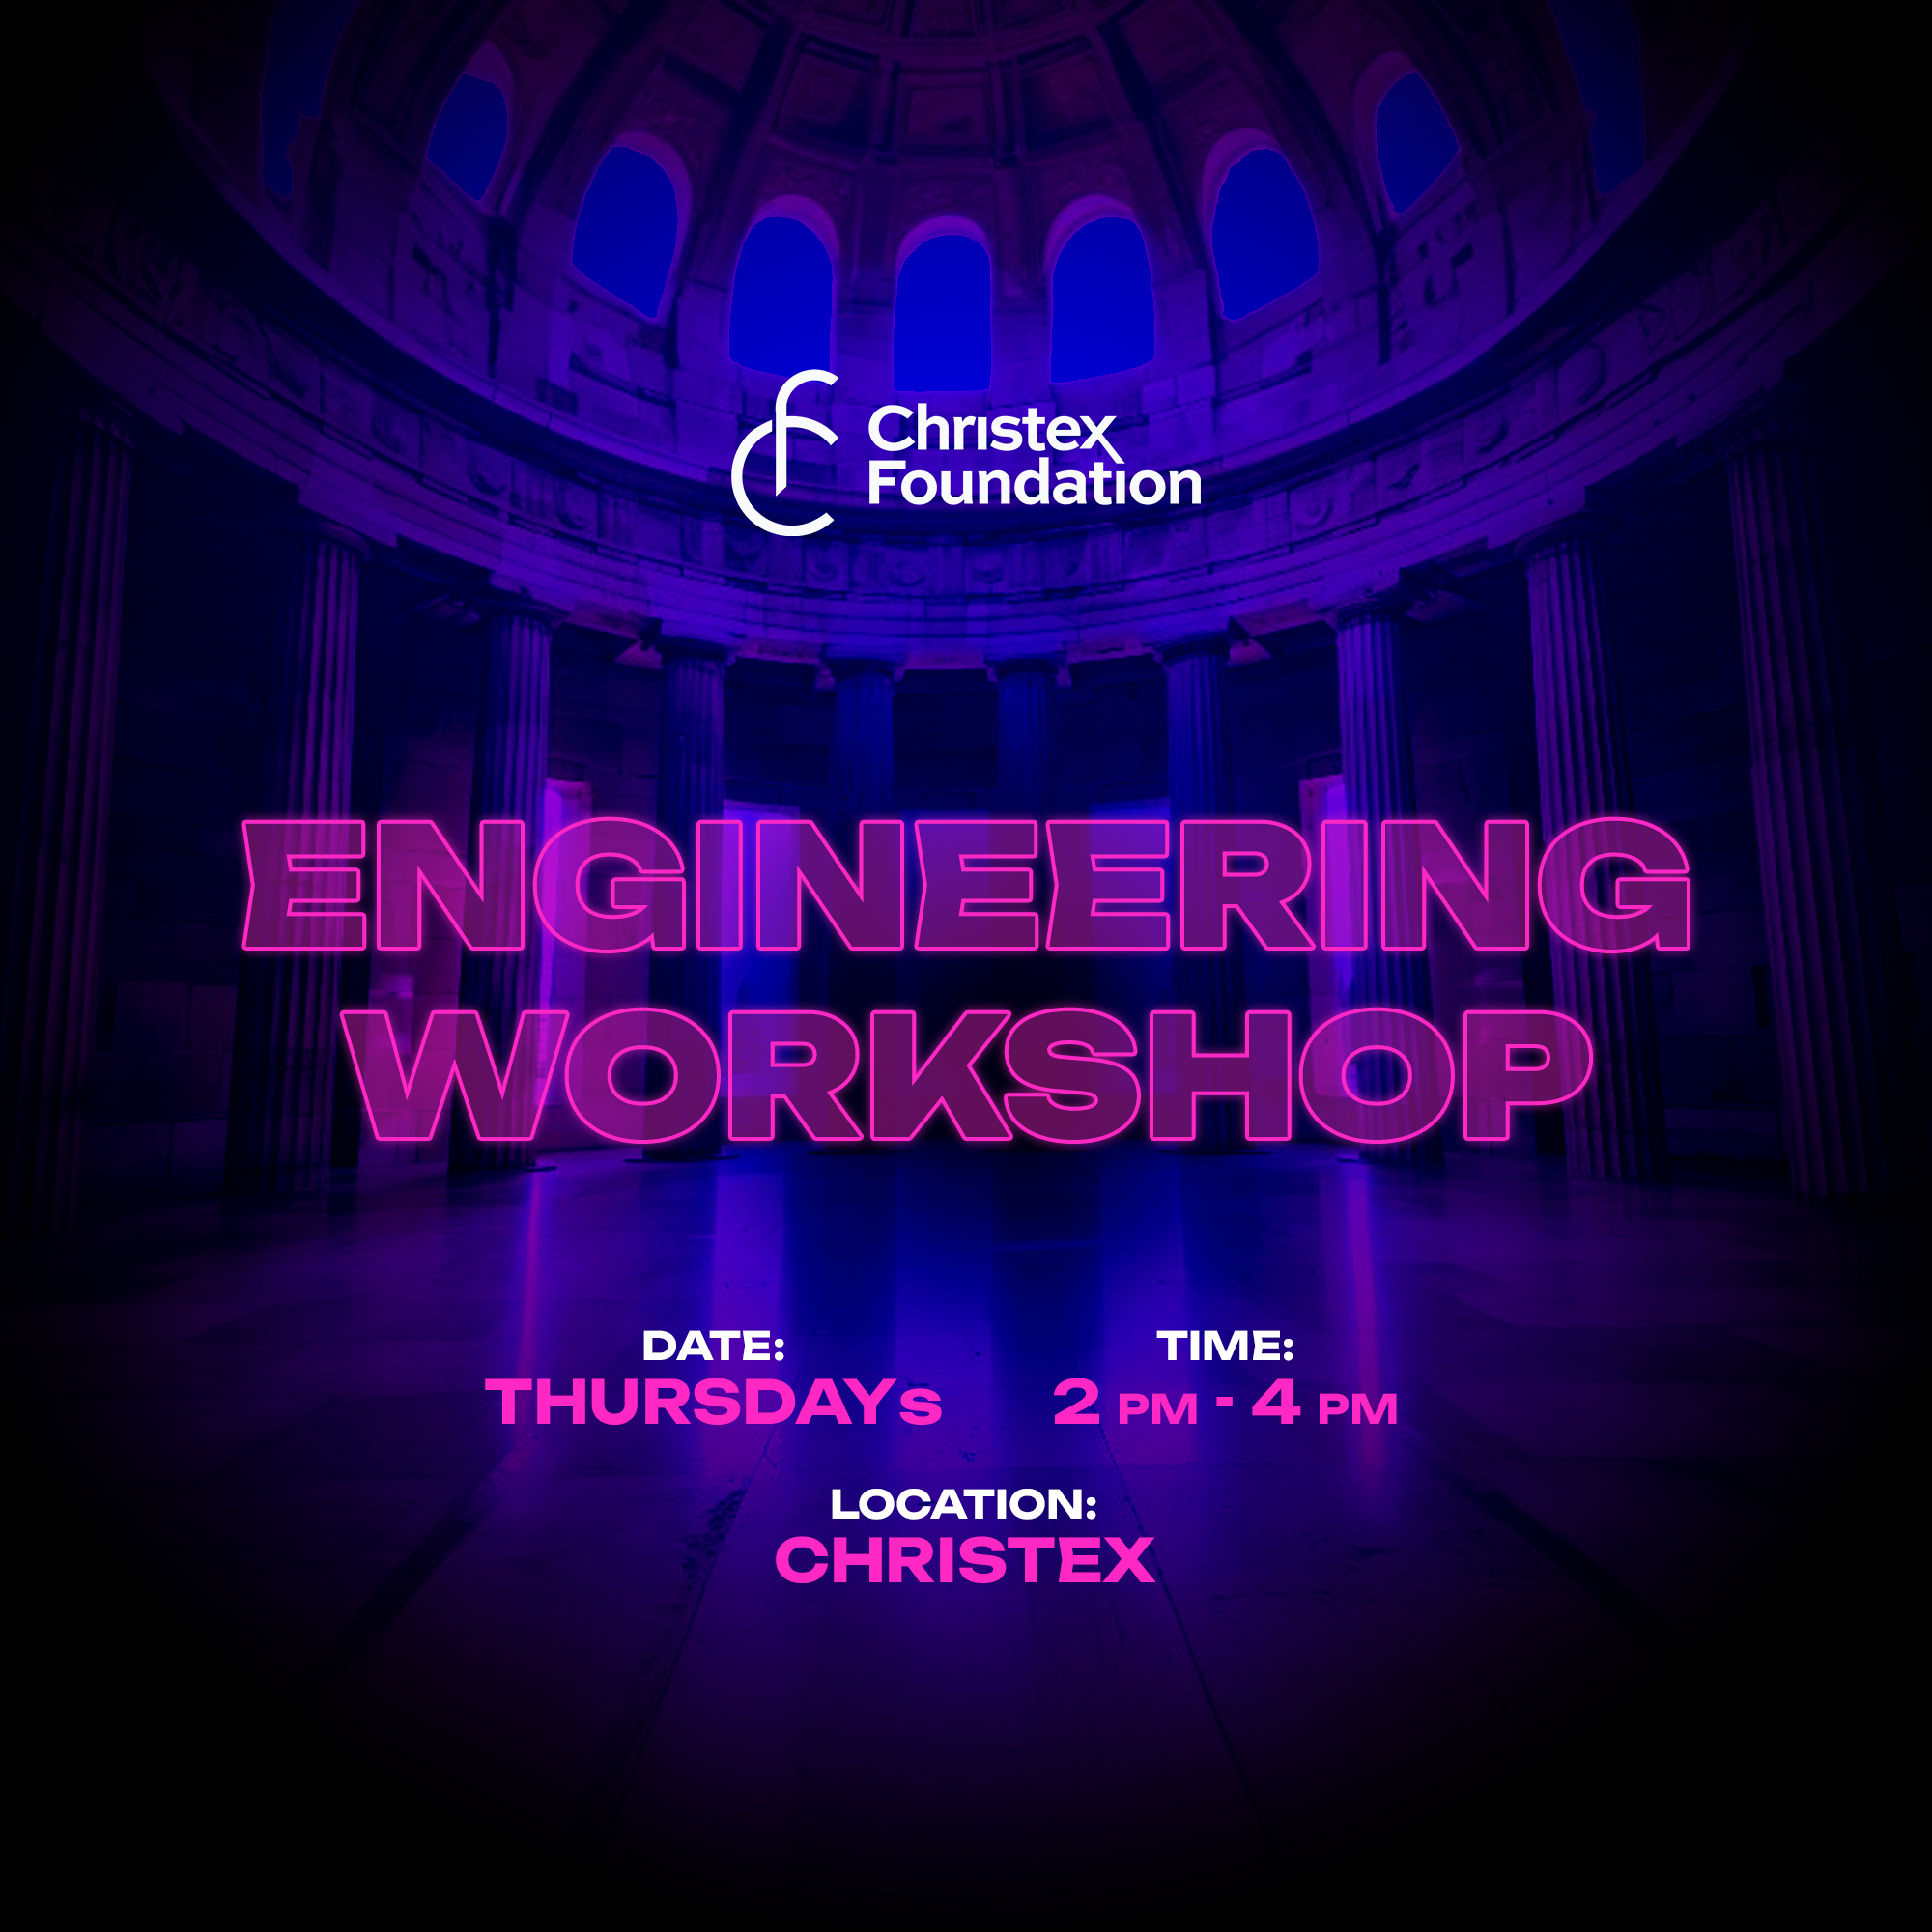 Christex
Foundation
ENGINEERING
WORKSHOP
DATE:
THURSDAYs
TIME:
2 PM - 4 PM
LOCATION:
CHRISTEX